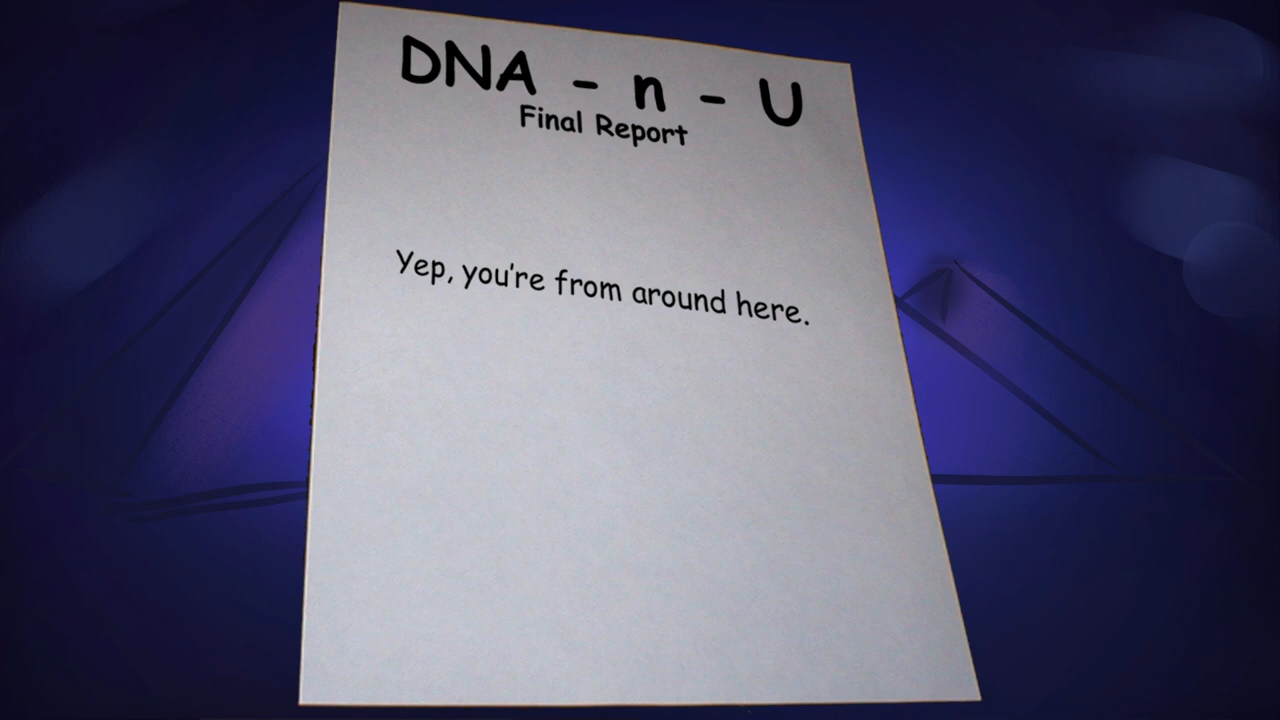 DNA - n - U
Final Report
Yep, you're from around here.